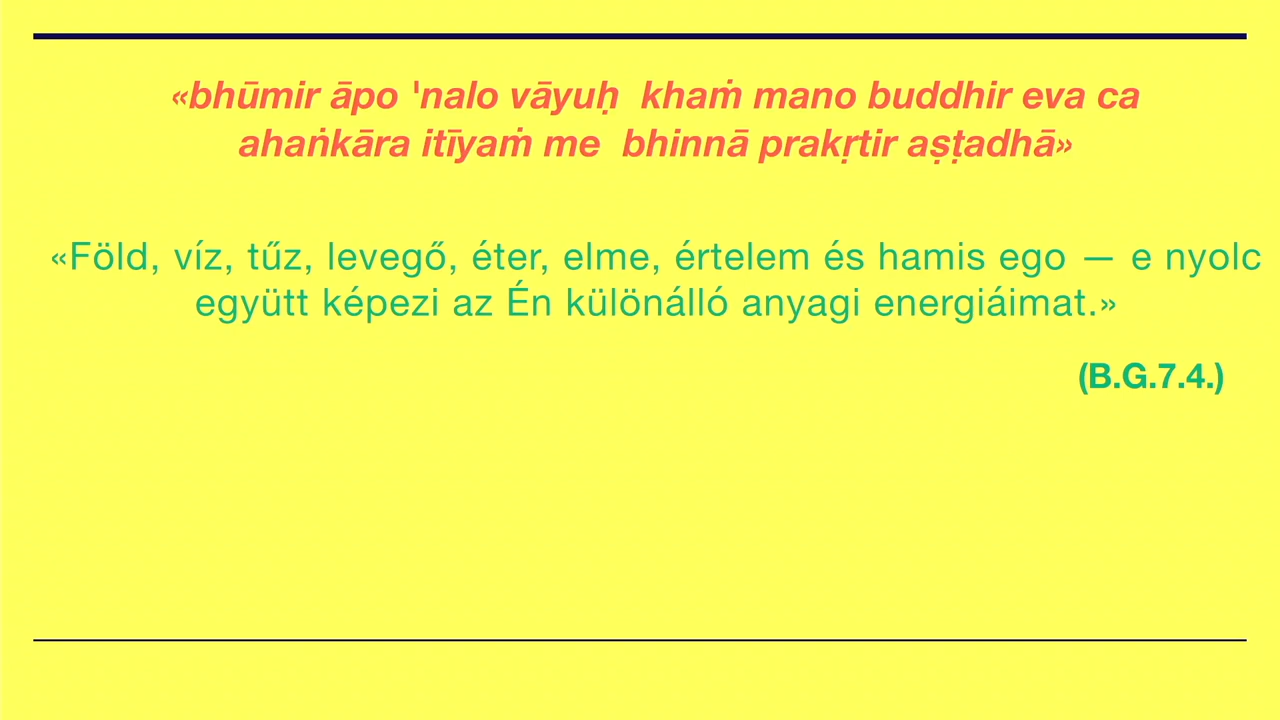 «bhūmir āpo 'nalo vāyuḥ  khaṁ mano buddhir eva ca
ahaṅkāra itīyaṁ me  bhinnā prakṛtir aṣṭadhā»
«Föld, víz, tűz, levegő, éter, elme, értelem és hamis ego — e nyolc
együtt képezi az Én különálló anyagi energiáimat.»
(B.G.7.4.)